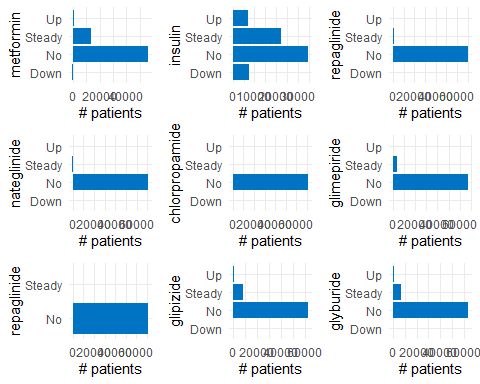 metformin
Up
Steady
No
Down
0 20000 40000
# patients
insulin
Up
Steady
No
Down
0 10000 20000 30000
# patients
repaglinide
Up
Steady
No
Down
0 20000 40000 60000
# patients
nateglinide
Up
Steady
No
Down
0 20000 40000 60000
# patients
chlorpropamide
Up
Steady
No
Down
0 20000 40000 60000
# patients
glimepiride
Up
Steady
No
Down
0 20000 40000 60000
# patients
repaglinide
Steady
No
0 20000 40000 60000
# patients
glipizide
Up
Steady
No
Down
0 20000 40000 60000
# patients
glyburide
Up
Steady
No
Down
0 20000 40000 60000
# patients